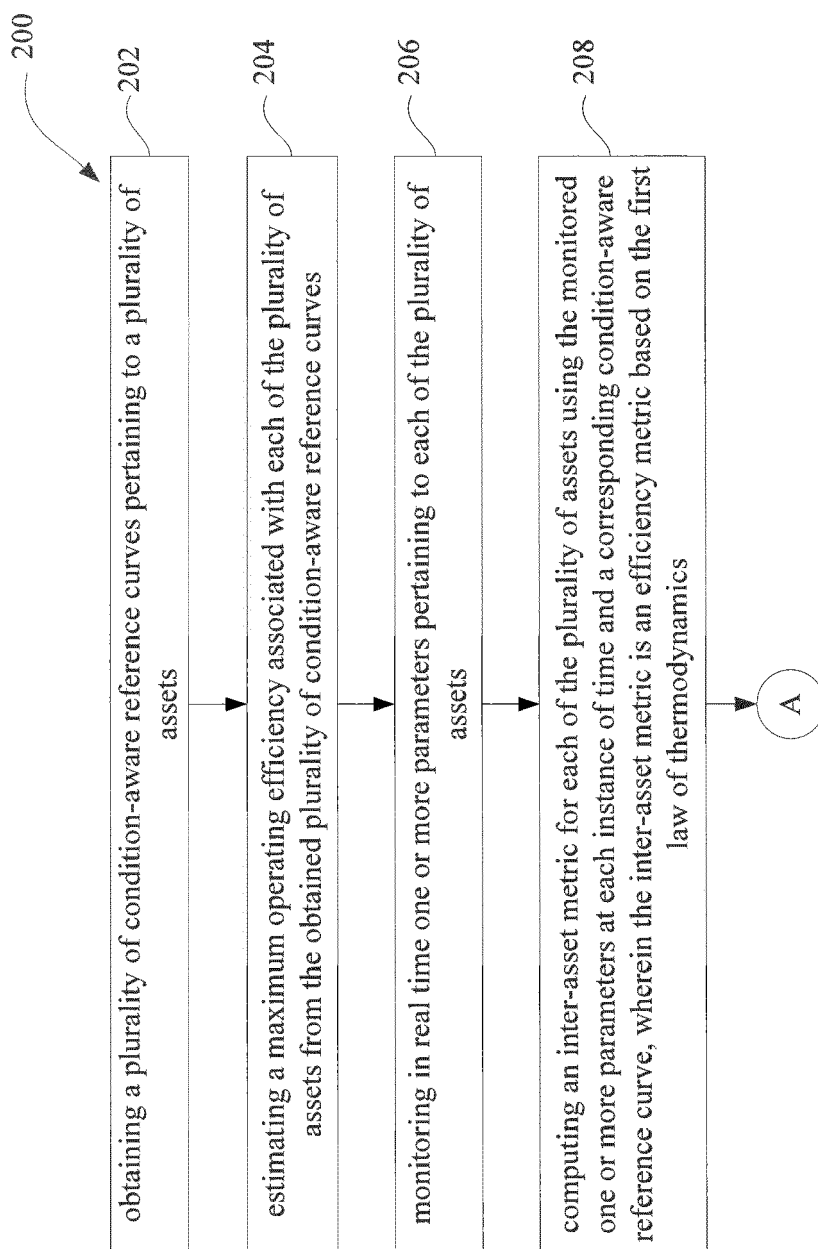 200
obtaining a plurality of condition-aware reference curves pertaining to a plurality of
assets
202
estimating a maximum operating efficiency associated with each of the plurality of
assets from the obtained plurality of condition-aware reference curves
204
monitoring in real time one or more parameters pertaining to each of the plurality of
assets
206
computing an inter-asset metric for each of the plurality of assets using the monitored
one or more parameters at each instance of time and a corresponding condition-aware
reference curve, wherein the inter-asset metric is an efficiency metric based on the first
law of thermodynamics
208
A